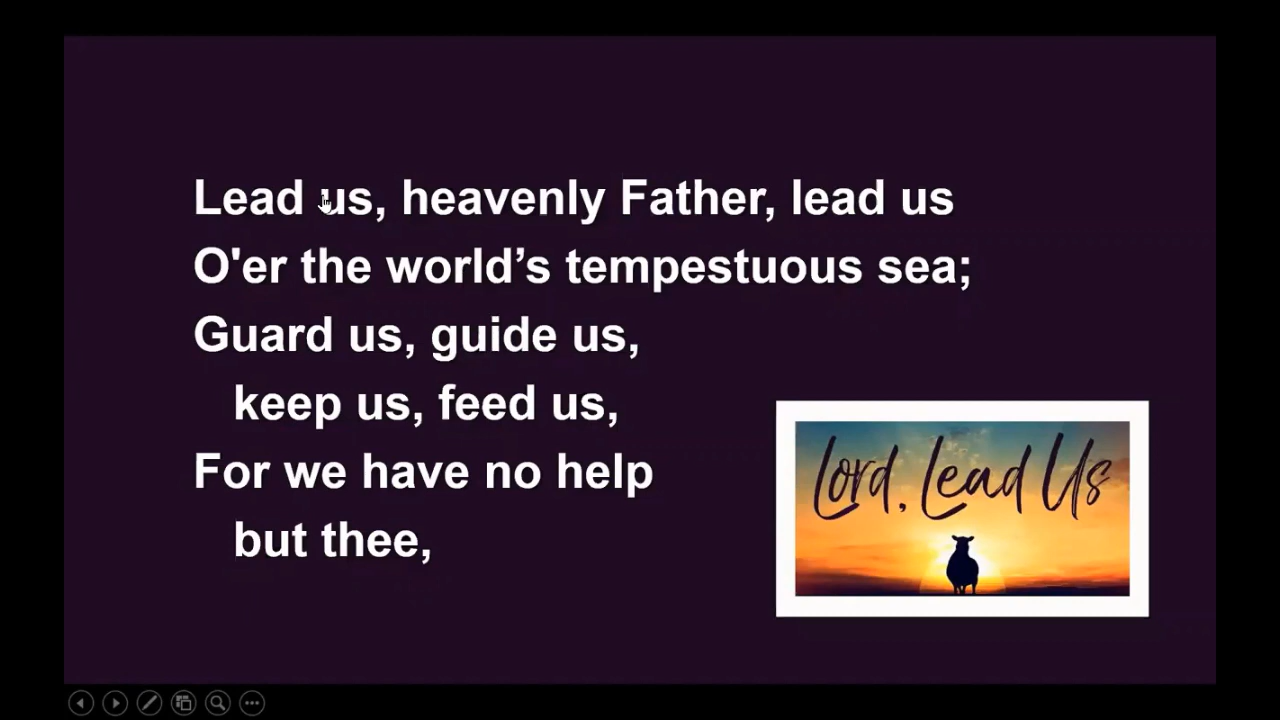 Lead us, heavenly Father, lead us
O'er the world’s tempestuous sea;
Guard us, guide us,
keep us, feed us,
For we have no help
but thee,
Lord, Lead Us